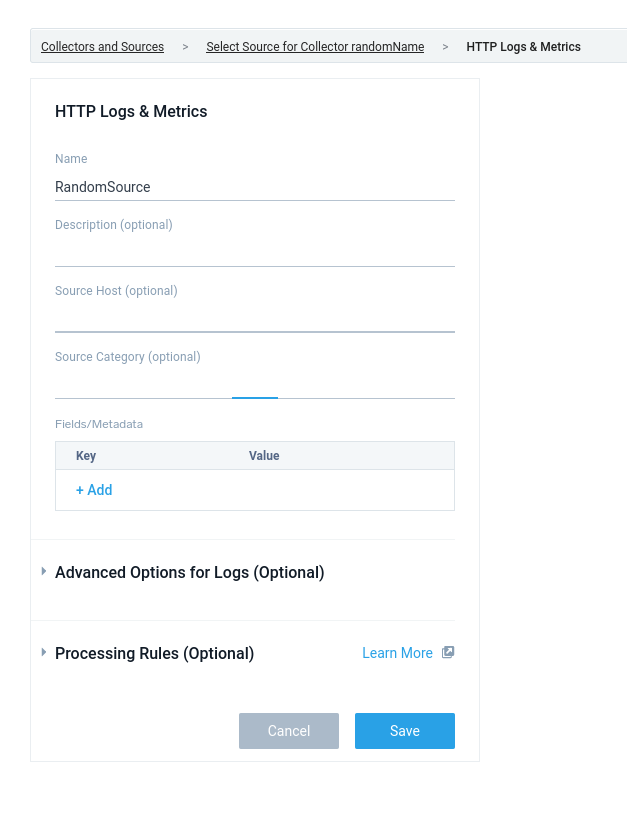 Collectors and Sources > Select Source for Collector randomName > HTTP Logs & Metrics
HTTP Logs & Metrics
Name
RandomSource
Description (optional)
Source Host (optional)
Source Category (optional)
Fields/Metadata
Key Value
+ Add
Advanced Options for Logs (Optional)
Processing Rules (Optional) Learn More
Cancel Save